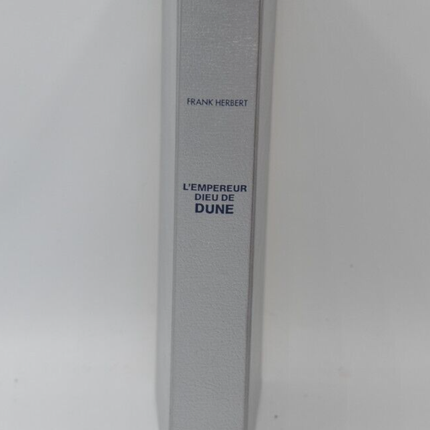 FRANK HERBERT
L'EMPEREUR
DIEU DE
DUNE